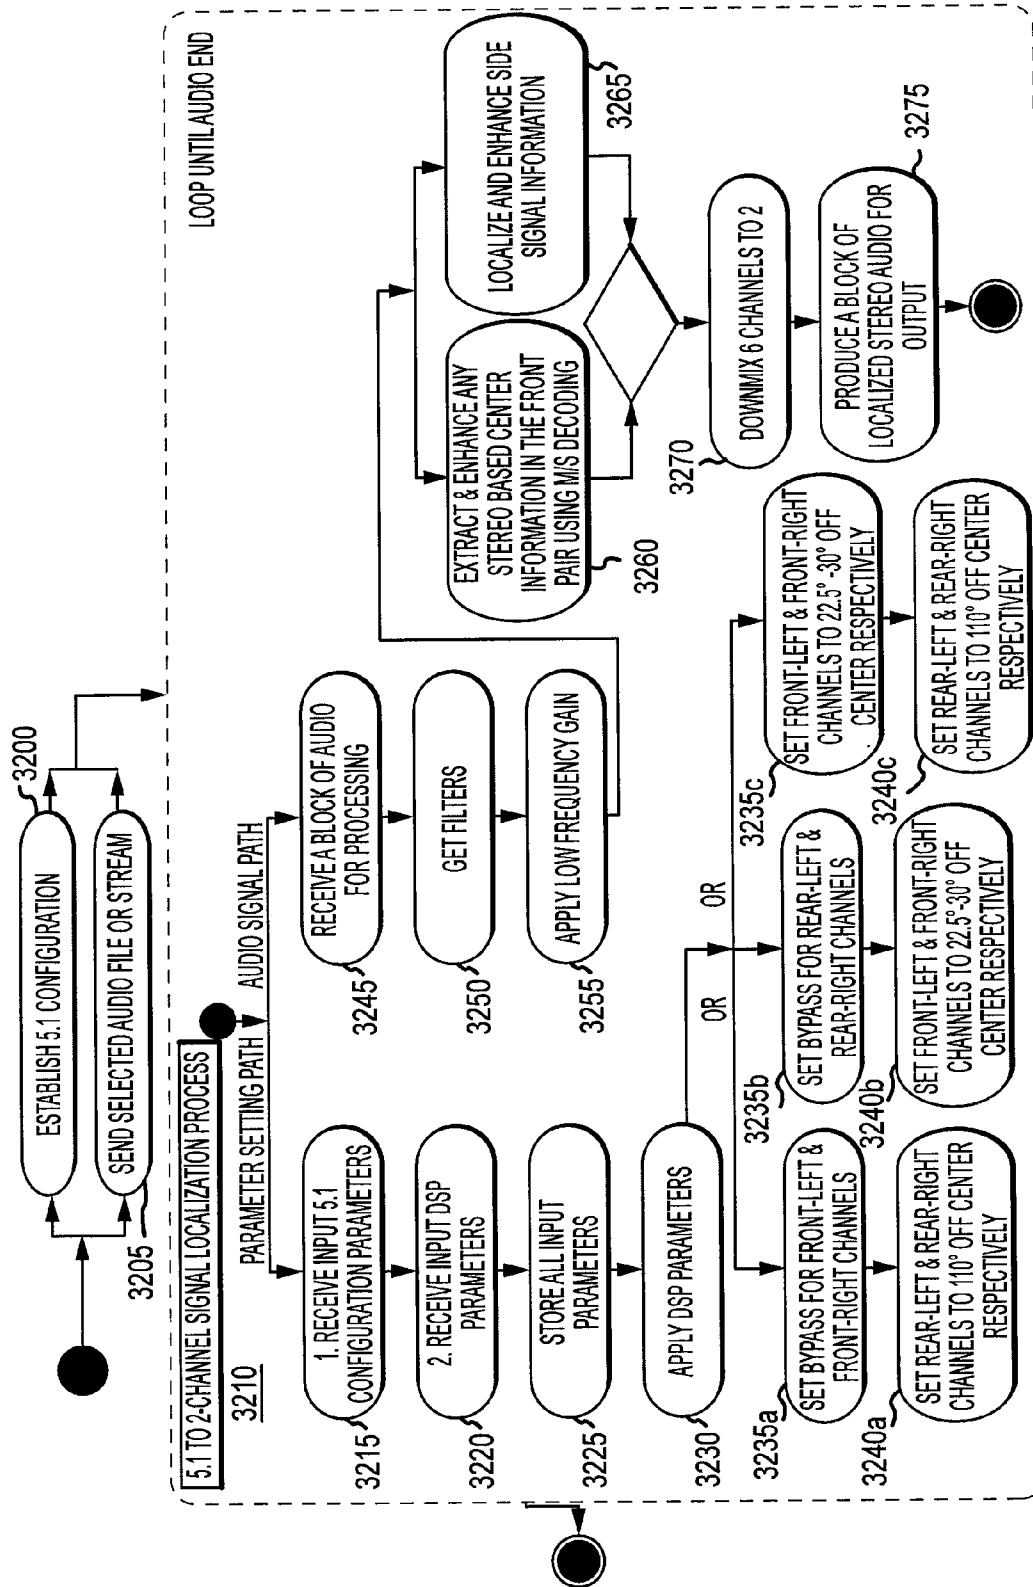 3200
ESTABLISH 5.1 CONFIGURATION
SEND SELECTED AUDIO FILE OR STREAM
3205
5.1 TO 2-CHANNEL SIGNAL LOCALIZATION PROCESS
LOOP UNTIL AUDIO END
3210
PARAMETER SETTING PATH
AUDIO SIGNAL PATH
1. RECEIVE INPUT 5.1
CONFIGURATION PARAMETERS
3215
2. RECEIVE INPUT DSP
PARAMETERS
3220
STORE ALL INPUT
PARAMETERS
3225
APPLY DSP PARAMETERS
3230
OR
OR
SET BYPASS FOR FRONT-LEFT &
FRONT-RIGHT CHANNELS
3235a
SET REAR-LEFT & REAR-RIGHT
CHANNELS TO 110° OFF CENTER
RESPECTIVELY
3240a
SET BYPASS FOR REAR-LEFT &
REAR-RIGHT CHANNELS
3235b
SET FRONT-LEFT & FRONT-RIGHT
CHANNELS TO 22.5°-30° OFF
CENTER RESPECTIVELY
3240b
SET FRONT-LEFT & FRONT-RIGHT
CHANNELS TO 22.5° -30° OFF
CENTER RESPECTIVELY
3235c
SET REAR-LEFT & REAR-RIGHT
CHANNELS TO 110° OFF CENTER
RESPECTIVELY
3240c
RECEIVE A BLOCK OF AUDIO
FOR PROCESSING
3245
GET FILTERS
3250
APPLY LOW FREQUENCY GAIN
3255
EXTRACT & ENHANCE ANY
STEREO BASED CENTER
INFORMATION IN THE FRONT
PAIR USING M/S DECODING
3260
LOCALIZE AND ENHANCE SIDE
SIGNAL INFORMATION
3265
DOWNMIX 6 CHANNELS TO 2
3270
PRODUCE A BLOCK OF
LOCALIZED STEREO AUDIO FOR
OUTPUT
3275